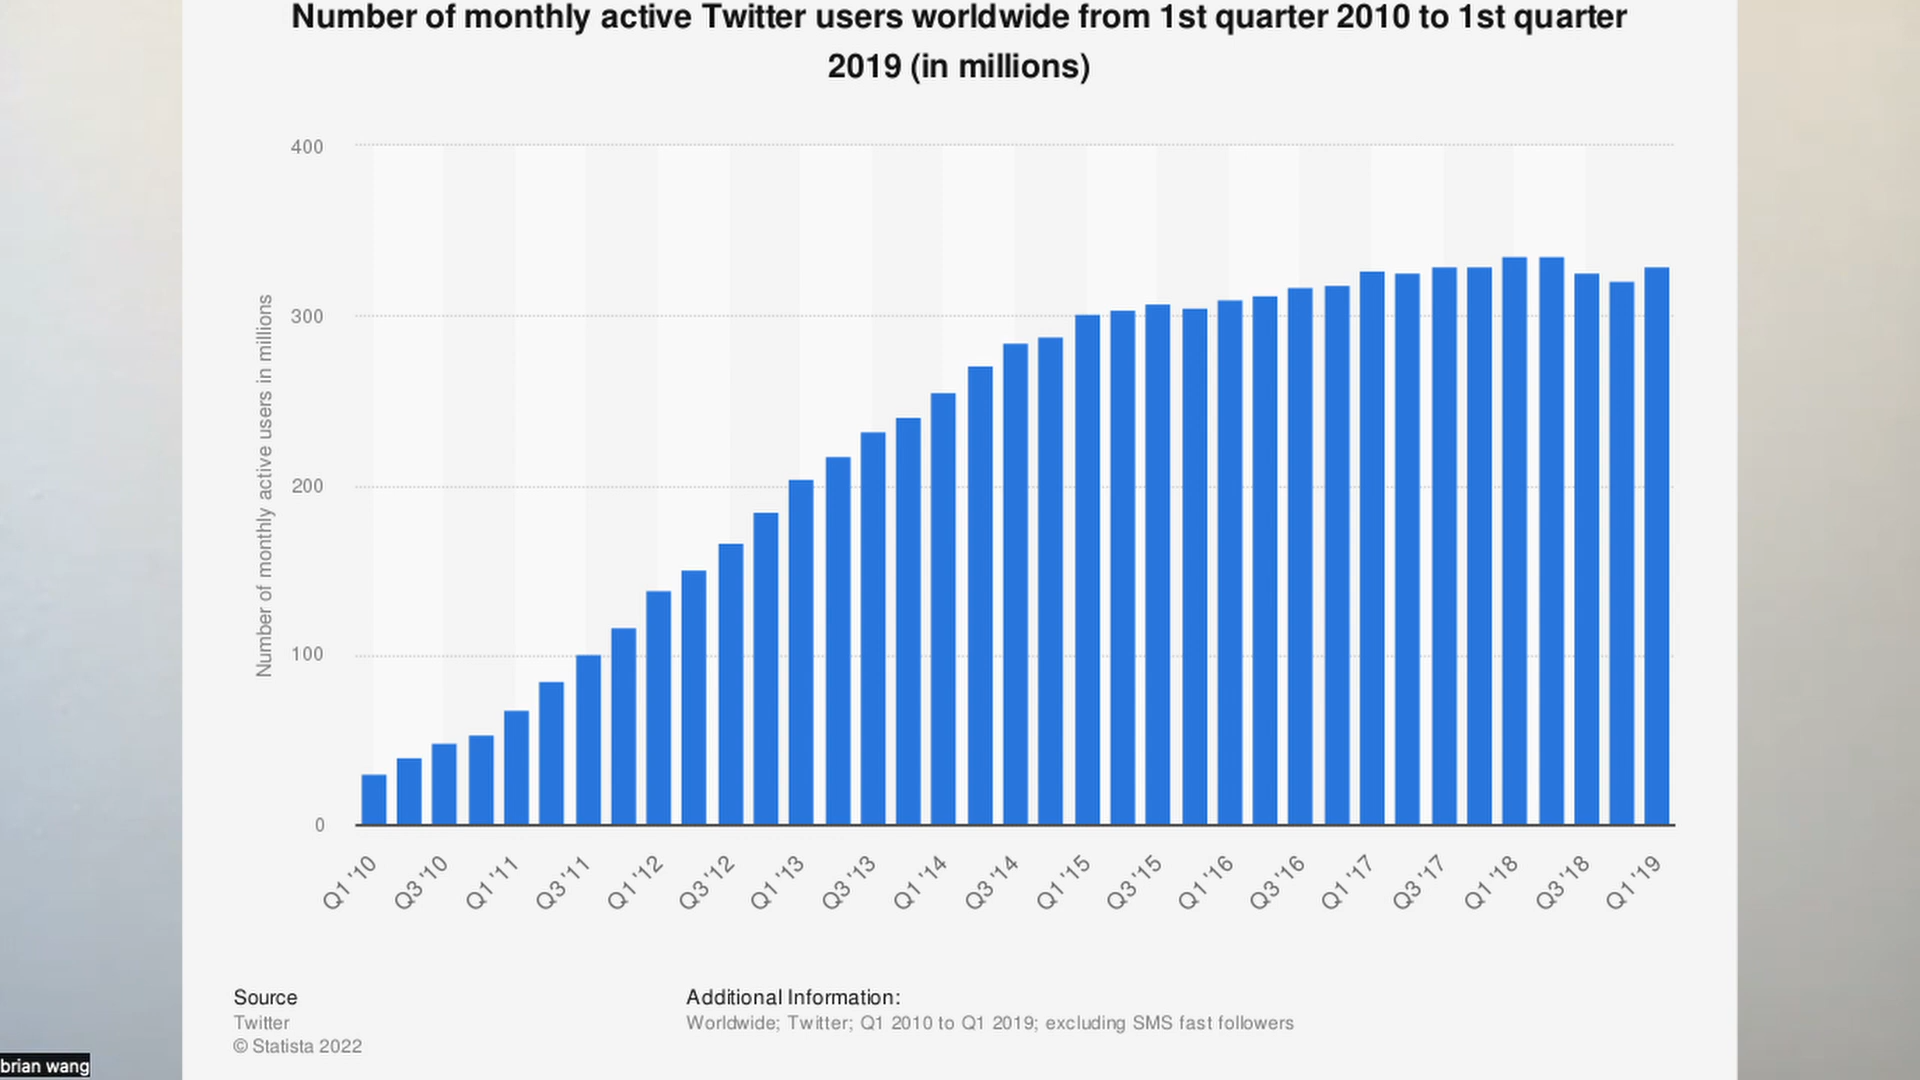 Number of monthly active Twitter users worldwide from 1st quarter 2010 to 1st quarter
2019 (in millions)
Number of monthly active users in millions
400
300
200
100
0
Q1 '10
Q3 '10
Q1 '11
Q3 '11
Q1 '12
Q3 '12
Q1 '13
Q3 '13
Q1 '14
Q3 '14
Q1 '15
Q3 '15
Q1 '16
Q3 '16
Q1 '17
Q3 '17
Q1 '18
Q3 '18
Q1 '19
Source
Twitter
© Statista 2022
Additional Information:
Worldwide; Twitter; Q1 2010 to Q1 2019; excluding SMS fast followers
brian wang